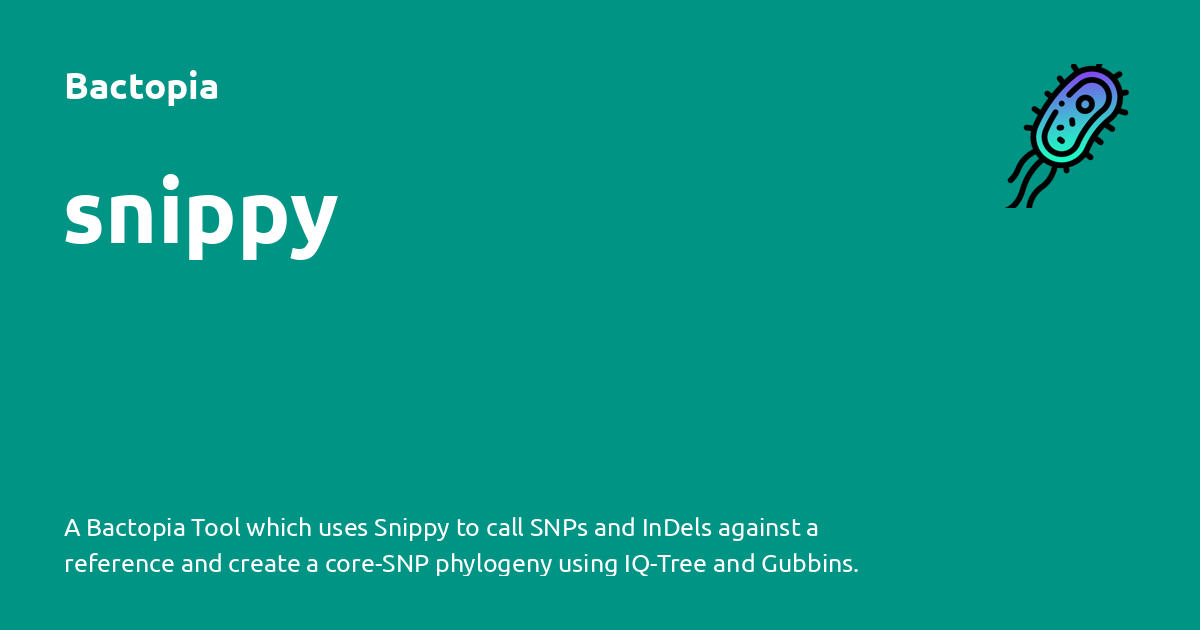 Bactopia
snippy
A Bactopia Tool which uses Snippy to call SNPs and InDels against a
reference and create a core-SNP phylogeny using IQ-Tree and Gubbins.